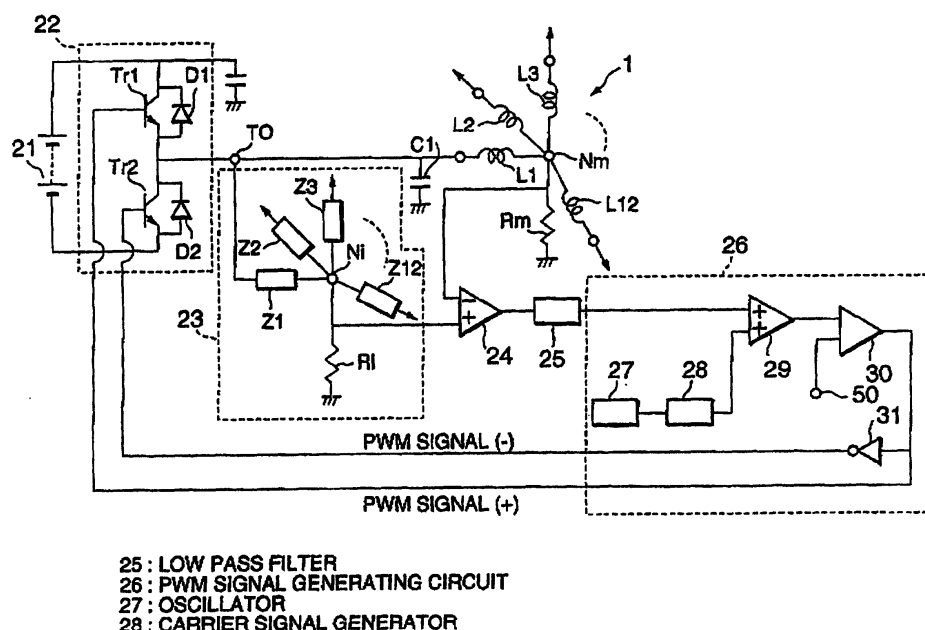 22
Tr1
D1
21
Tr2
D2
TO
C1
L3
1
L2
L1
Nm
L12
Rm
23
Z3
Z2
Ni
Z12
Z1
Ri
24
25
26
27
28
29
30
50
31
PWM SIGNAL (-)
PWM SIGNAL (+)
25 : LOW PASS FILTER
26 : PWM SIGNAL GENERATING CIRCUIT
27 : OSCILLATOR
28 : CARRIER SIGNAL GENERATOR